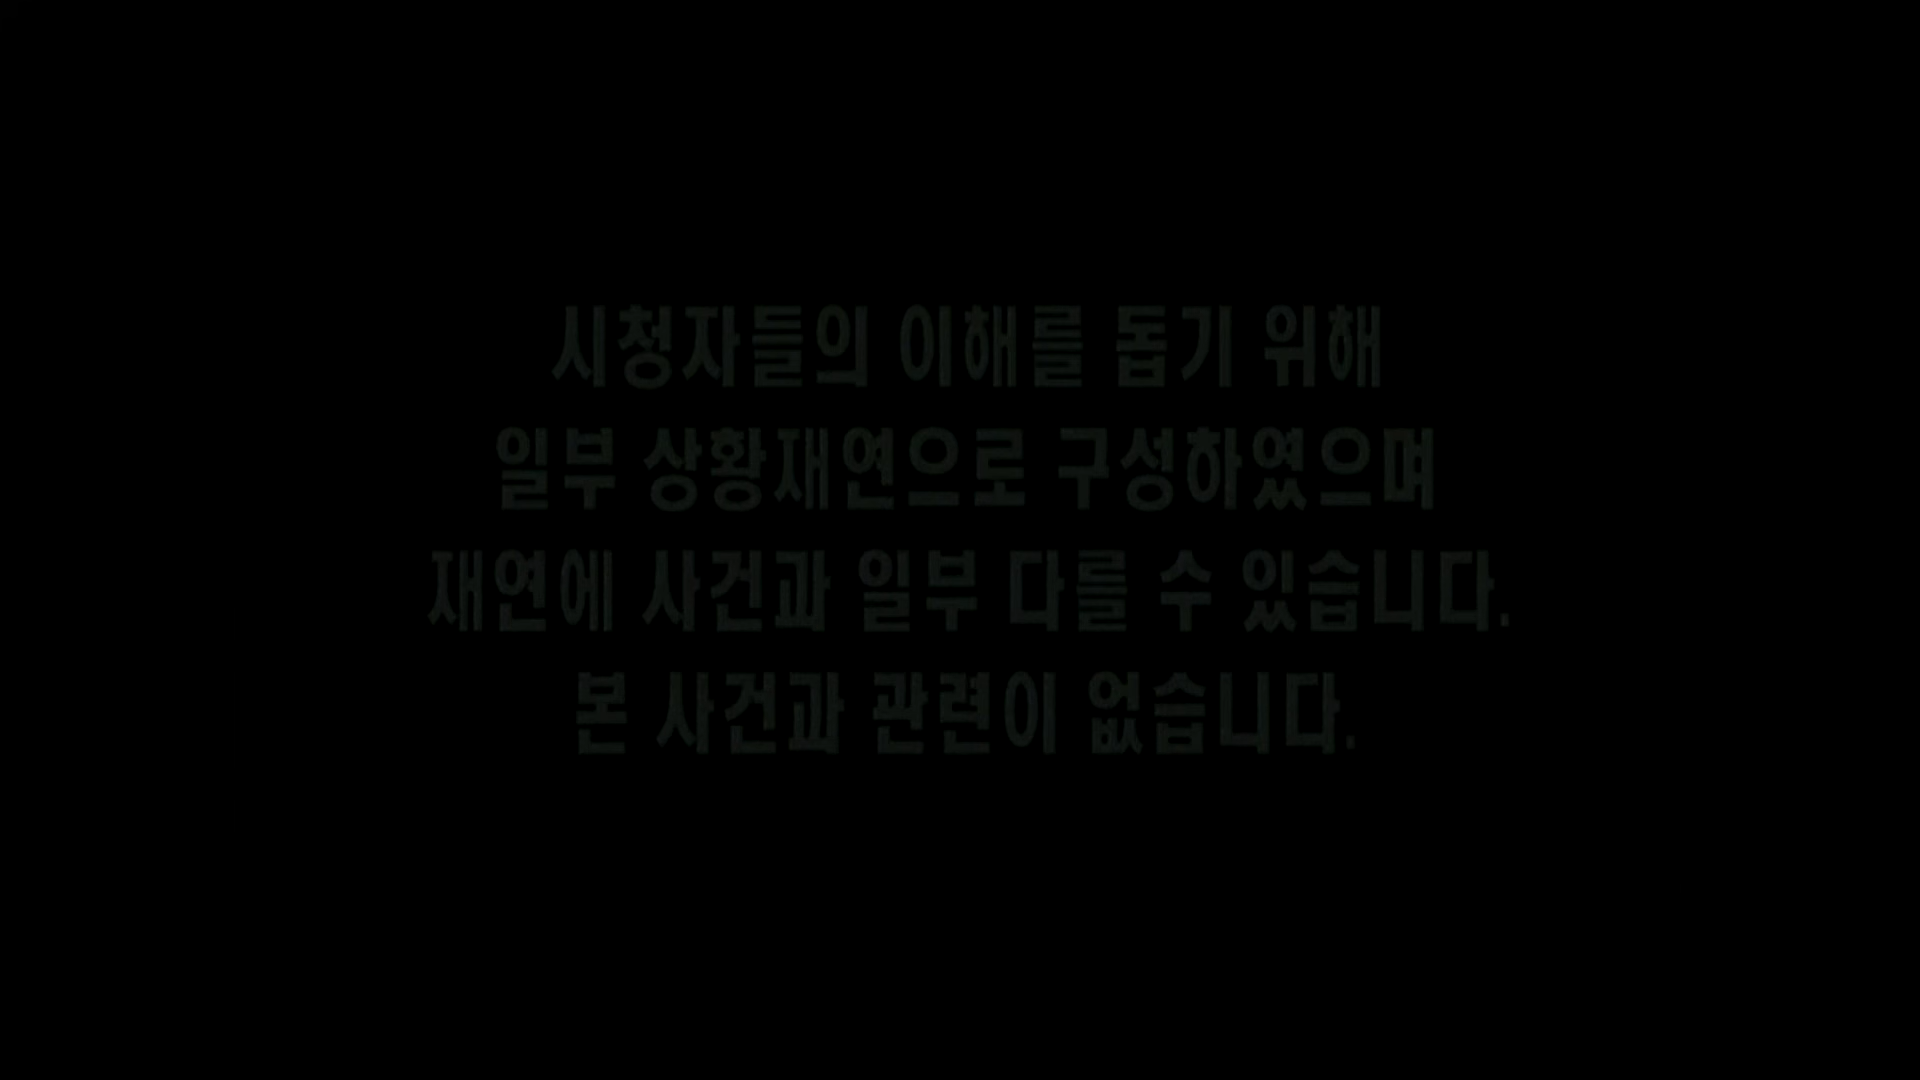 시청자들의 이해를 돕기 위해
일부 상황재연으로 구성하였으며
재연에 사건과 일부 다를 수 있습니다.
본 사건과 관련이 없습니다.